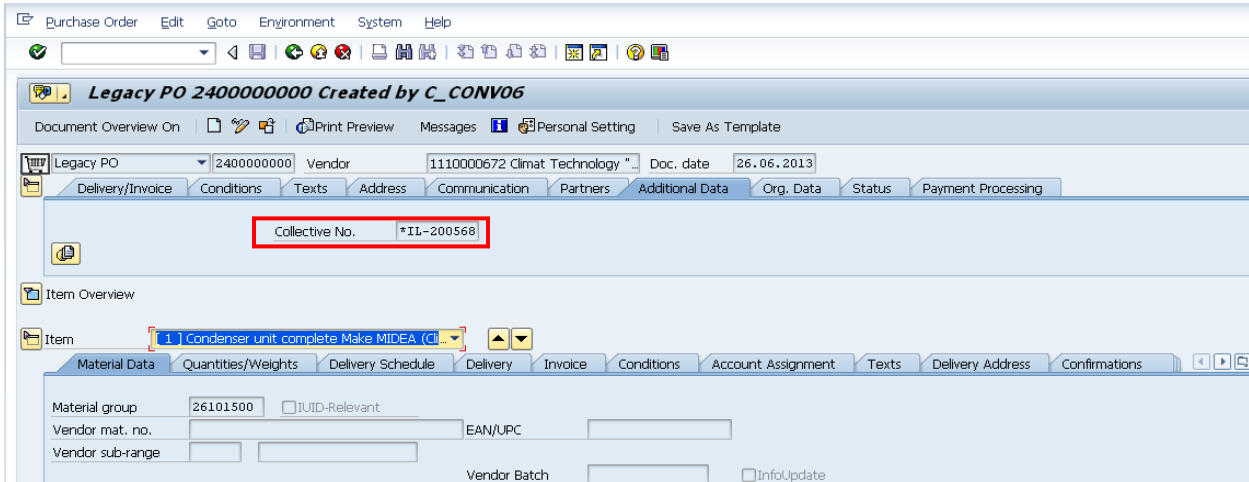 Purchase Order Edit Goto Environment System Help
Legacy PO 2400000000 Created by C_CONV06
Document Overview On Print Preview Messages Personal Setting Save As Template
Legacy PO 2400000000 Vendor 1110000672 Climat Technology "... Doc. date 26.06.2013
Delivery/Invoice Conditions Texts Address Communication Partners Additional Data Org. Data Status Payment Processing
Collective No. *IL-200568
Item Overview
Item [ 1 ] Condenser unit complete Make MIDEA (Cli...
Material Data Quantities/Weights Delivery Schedule Delivery Invoice Conditions Account Assignment Texts Delivery Address Confirmations
Material group 26101500 IUID-Relevant
Vendor mat. no. EAN/UPC
Vendor sub-range
Vendor Batch InfoUpdate